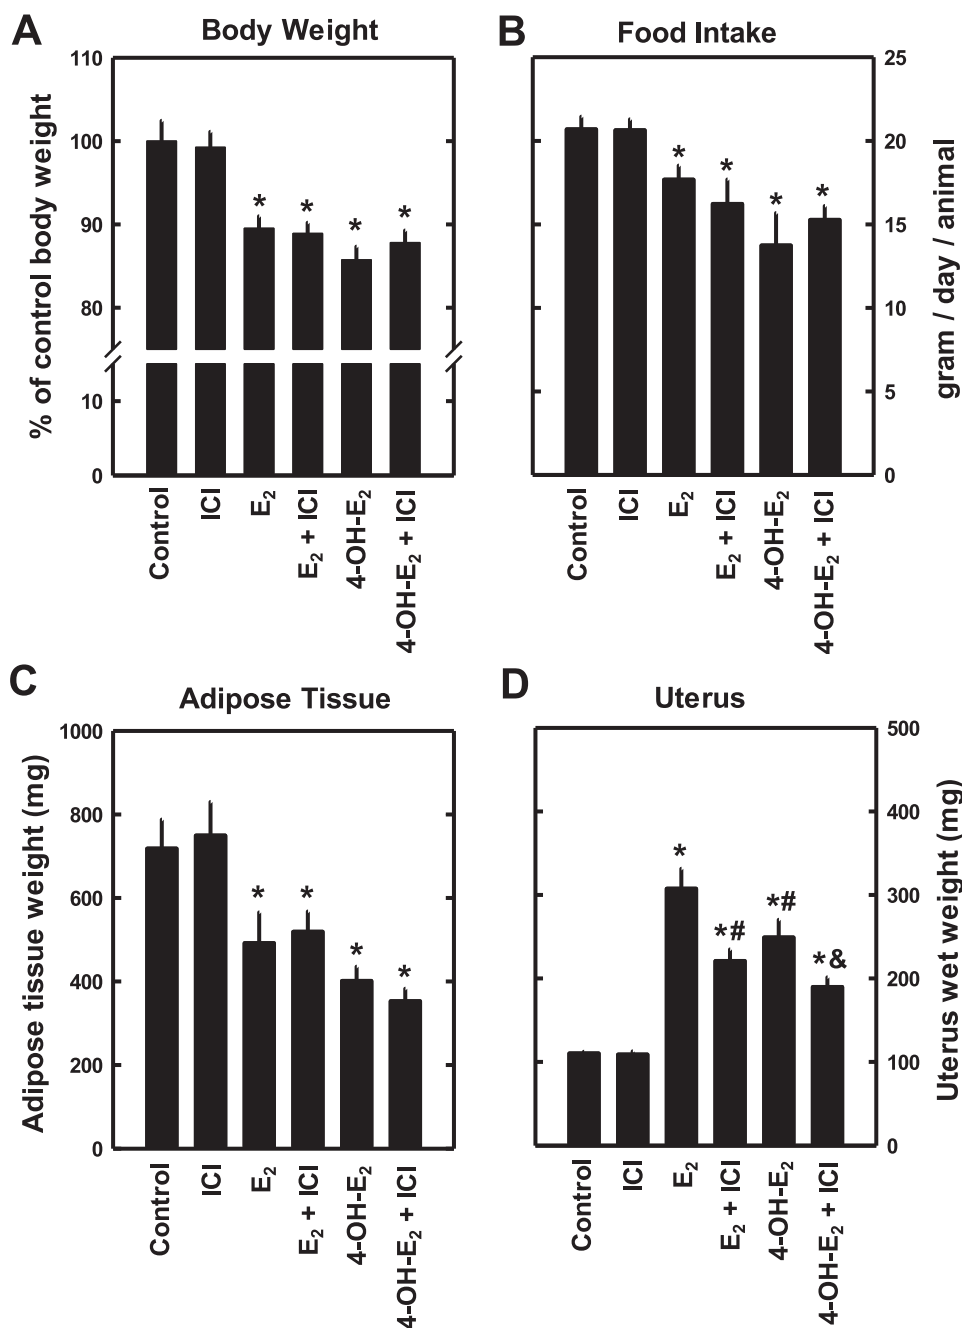 A
Body Weight
% of control body weight
110
100
90
80
10
0
*
*
*
*
Control
ICI
E2
E2 + ICI
4-OH-E2
4-OH-E2 + ICI
B
Food Intake
gram / day / animal
25
20
15
10
5
0
*
*
*
*
Control
ICI
E2
E2 + ICI
4-OH-E2
4-OH-E2 + ICI
C
Adipose Tissue
Adipose tissue weight (mg)
1000
800
600
400
200
0
*
*
*
*
Control
ICI
E2
E2 + ICI
4-OH-E2
4-OH-E2 + ICI
D
Uterus
Uterus wet weight (mg)
500
400
300
200
100
0
*
*#
*#
*&
Control
ICI
E2
E2 + ICI
4-OH-E2
4-OH-E2 + ICI